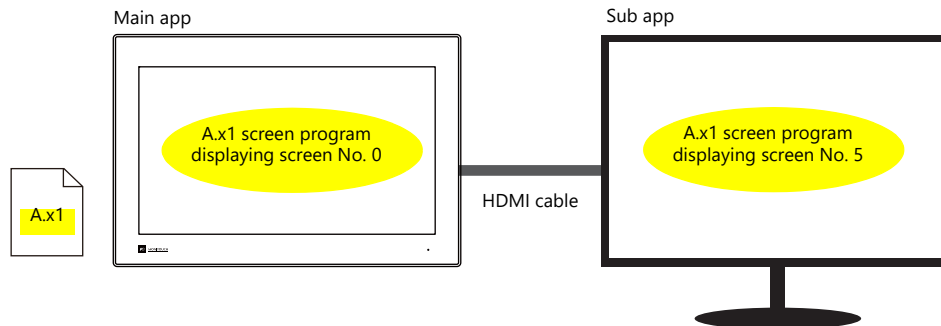 Main app
Sub app
A.x1 screen program
displaying screen No. 0
A.x1 screen program
displaying screen No. 5
A.x1
HDMI cable